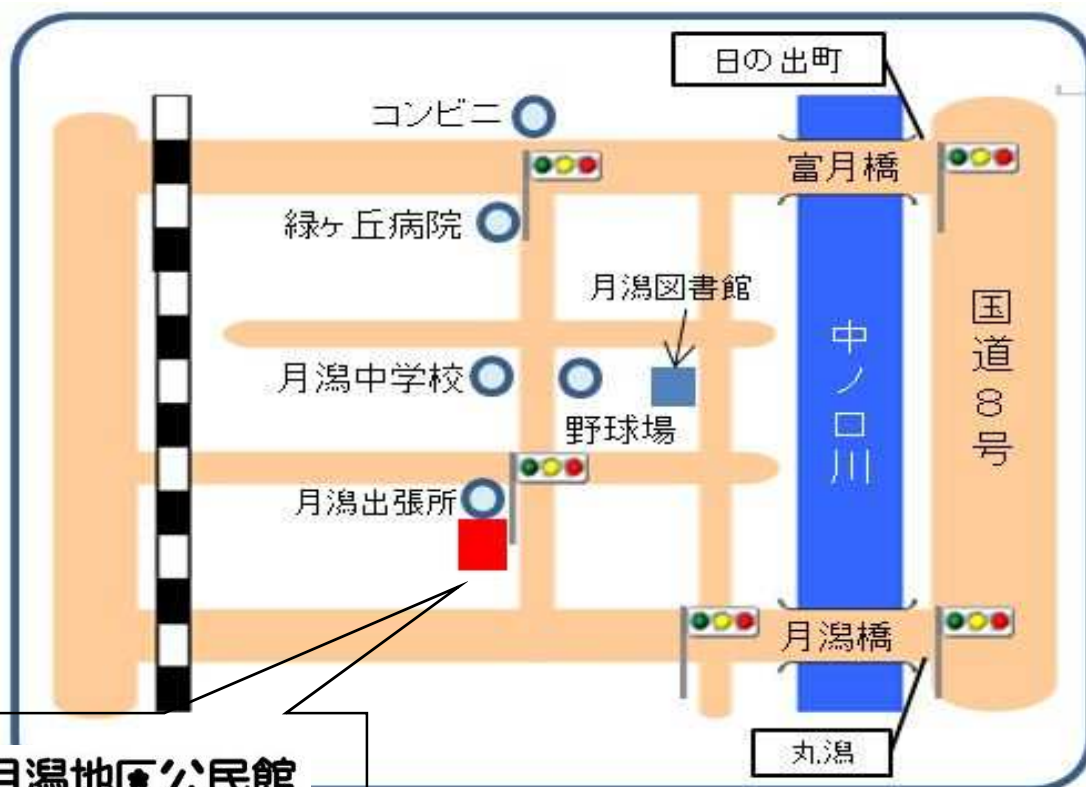 日の出町
コンビニ
富月橋
緑ヶ丘病院
月潟図書館
国道8号
中ノ口川
月潟中学校
野球場
月潟出張所
月潟橋
丸潟
月潟地区公民館